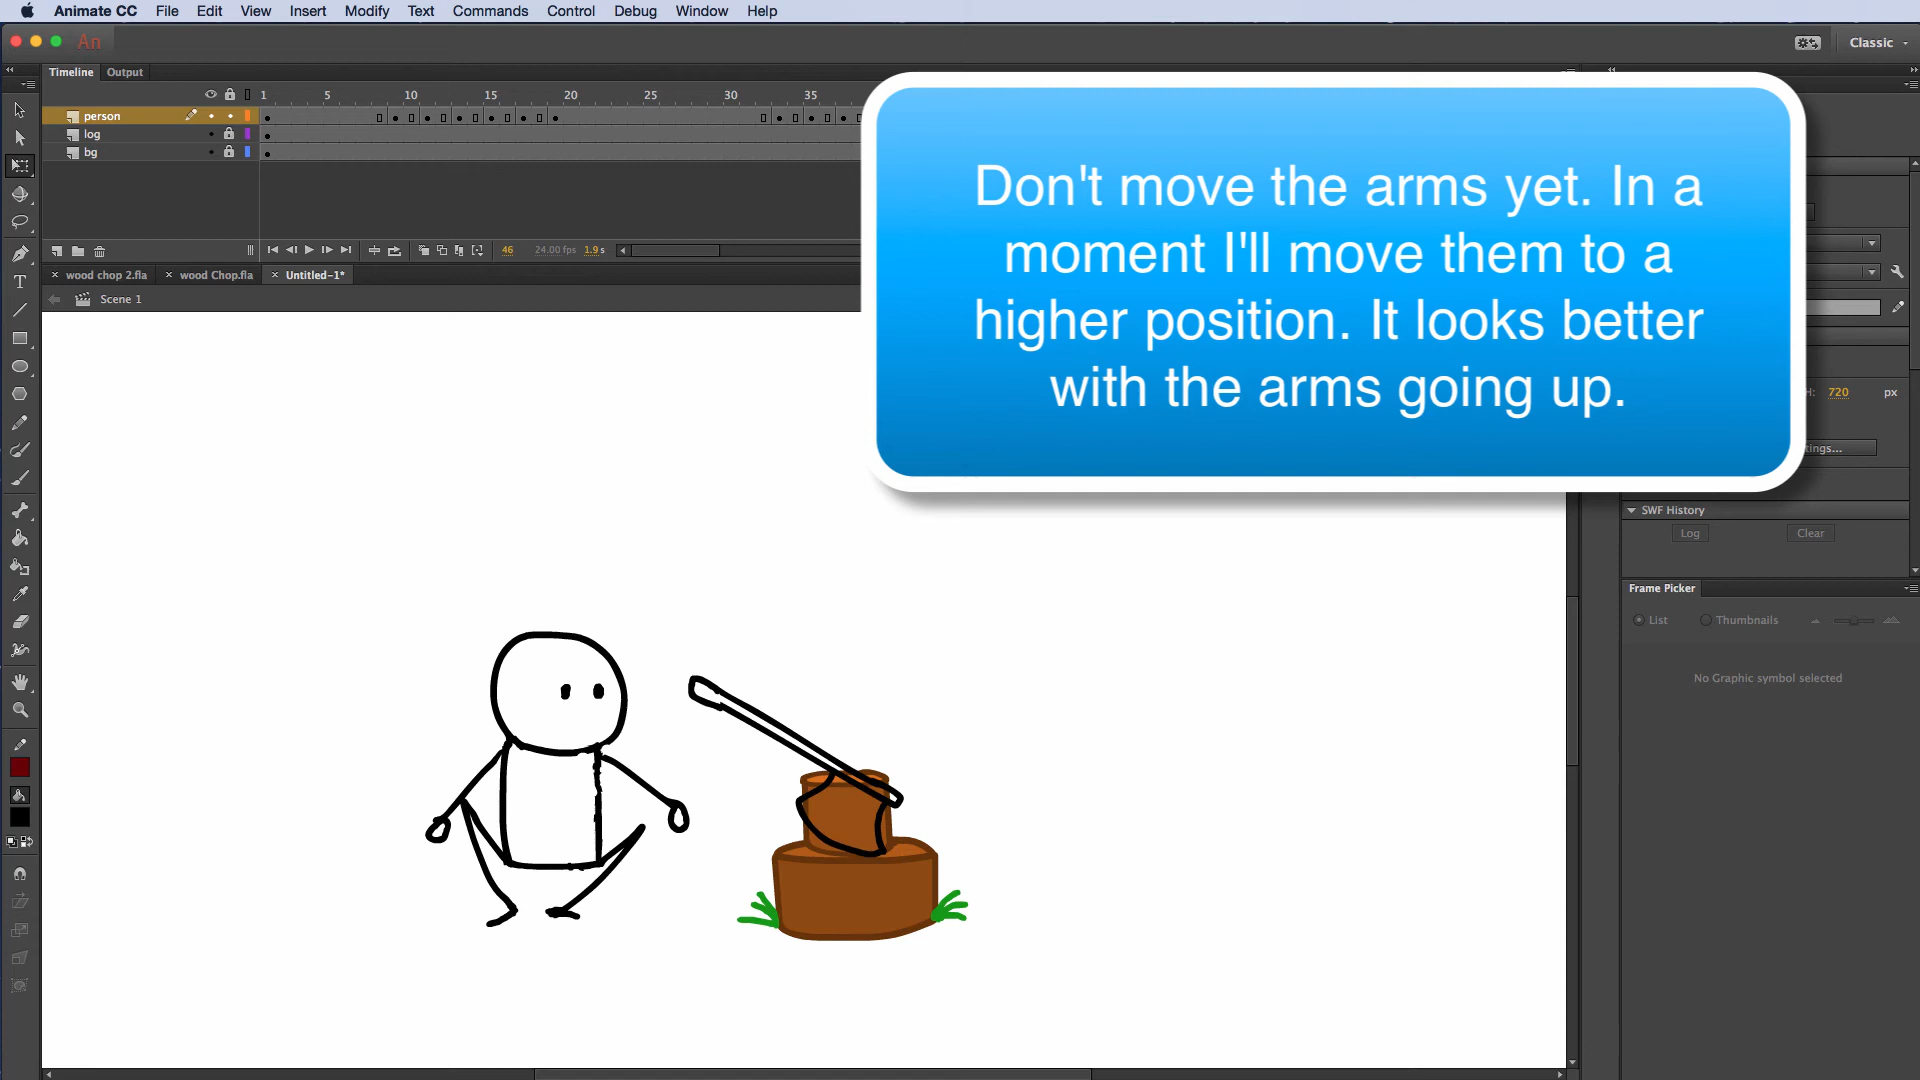 Animate CC File Edit View Insert Modify Text Commands Control Debug Window Help
An Classic
Timeline Output
1 5 10 15 20 25 30 35
person
log
bg
46 24.00 fps 1.9 s
wood chop 2.fla wood Chop.fla Untitled-1*
Scene 1
Don't move the arms yet. In a
moment I'll move them to a
higher position. It looks better
with the arms going up.
H: 720 px
tings...
SWF History
Log Clear
Frame Picker
List Thumbnails
No Graphic symbol selected
T